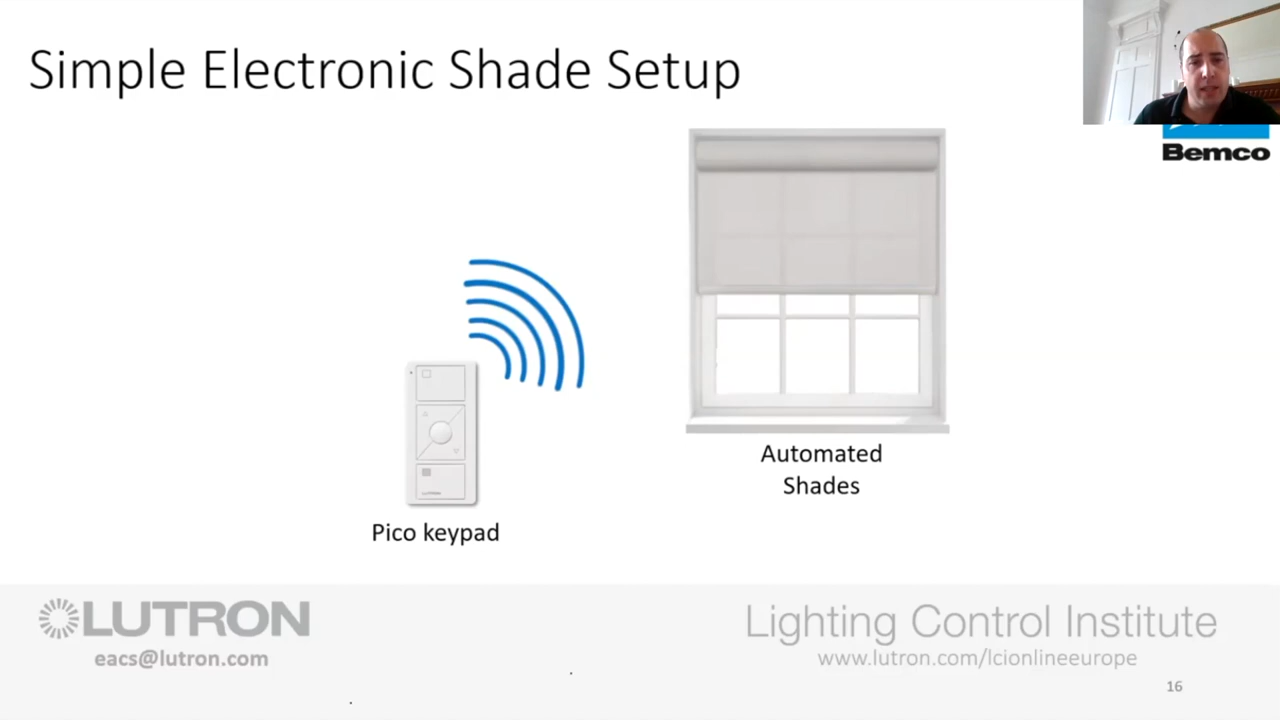 Simple Electronic Shade Setup
Bemco
LUTRON
Pico keypad
Automated
Shades
LUTRON
eacs@lutron.com
Lighting Control Institute
www.lutron.com/lcionlineeurope
16